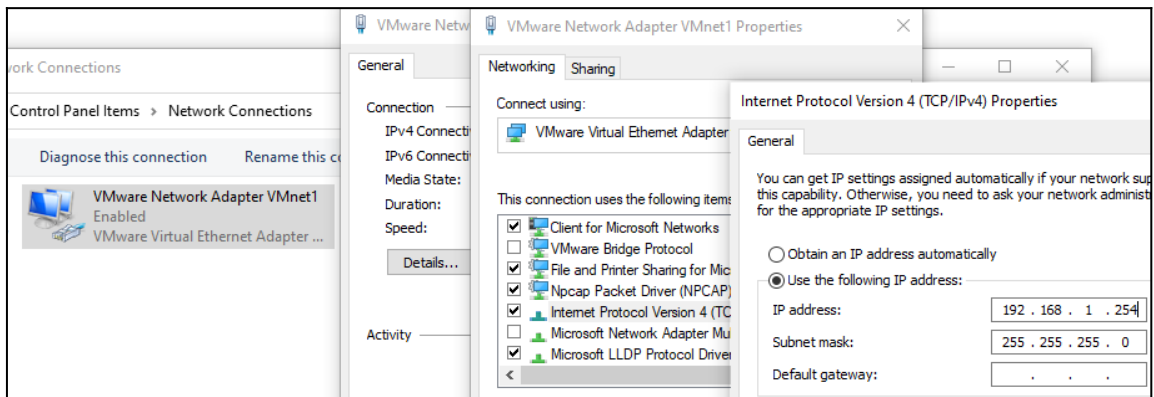 work Connections
Control Panel Items > Network Connections
Diagnose this connection Rename this
VMware Network Adapter VMnet1
Enabled
VMware Virtual Ethernet Adapter ...
VMware Netw
General
Connection
IPv4 Connecti
IPv6 Connecti
Media State:
Duration:
Speed:
Details...
Activity
VMware Network Adapter VMnet1 Properties
Networking Sharing
Connect using:
VMware Virtual Ethernet Adapter
This connection uses the following items
Client for Microsoft Networks
VMware Bridge Protocol
File and Printer Sharing for Mic
Npcap Packet Driver (NPCAP)
Internet Protocol Version 4 (TC
Microsoft Network Adapter Mu
Microsoft LLDP Protocol Driver
Internet Protocol Version 4 (TCP/IPv4) Properties
General
You can get IP settings assigned automatically if your network sup
this capability. Otherwise, you need to ask your network administ
for the appropriate IP settings.
Obtain an IP address automatically
Use the following IP address:
IP address: 192 . 168 . 1 . 254
Subnet mask: 255 . 255 . 255 . 0
Default gateway: . . .